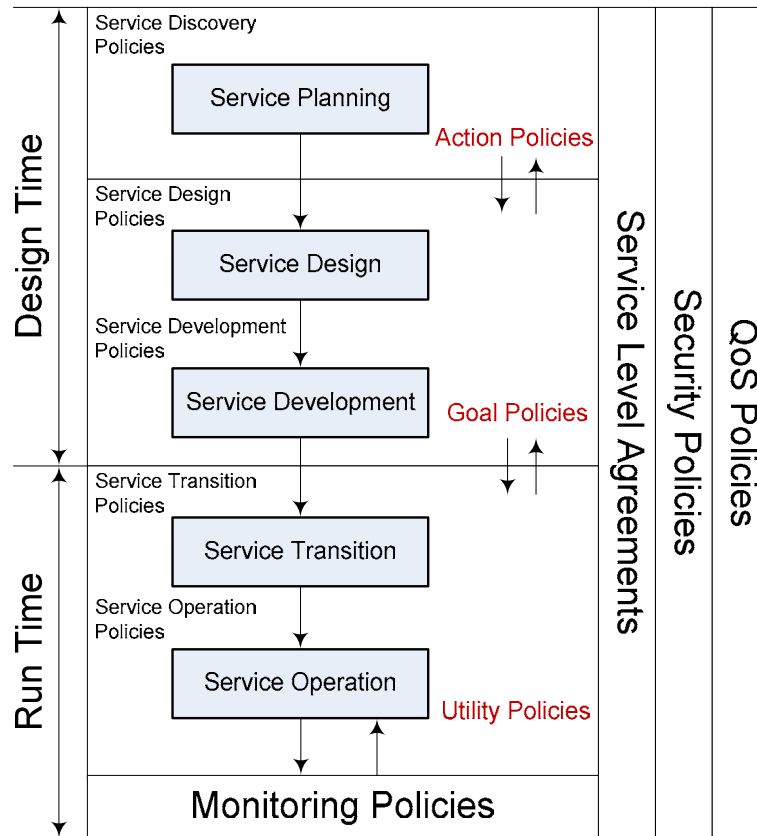 Service Discovery
Policies
Service Planning
Action Policies
Service Design
Policies
Service Design
Service Development
Policies
Service Development
Goal Policies
Design Time
Service Transition
Policies
Service Transition
Service Operation
Policies
Service Operation
Utility Policies
Run Time
Monitoring Policies
Service Level Agreements
Security Policies
QoS Policies